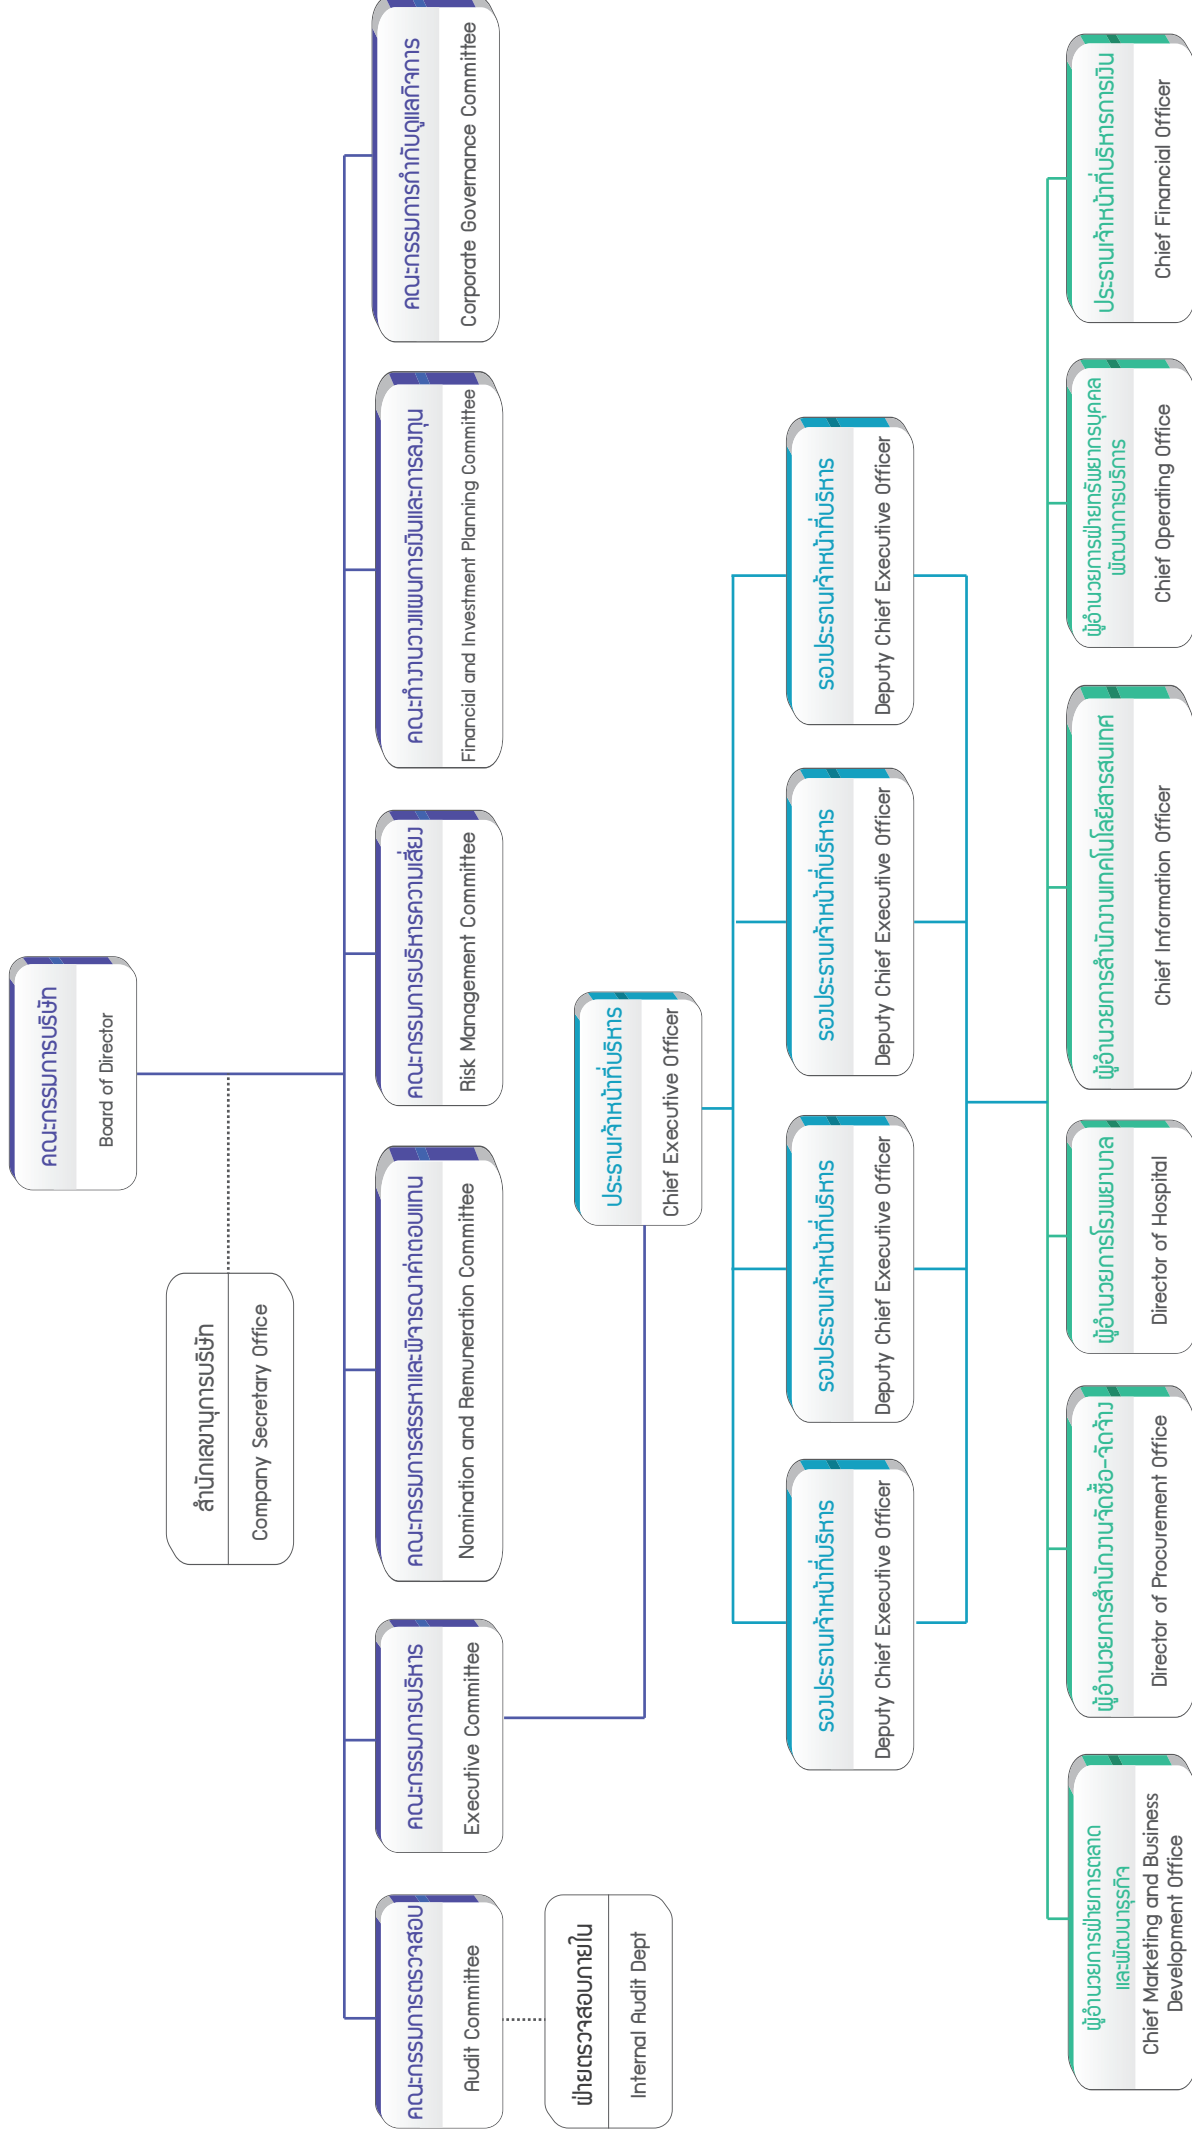 คณะกรรมการบริษัท
Board of Director
สำนักเลขานุการบริษัท
Company Secretary Office
คณะกรรมการตรวจสอบ
Audit Committee
คณะกรรมการบริหาร
Executive Committee
คณะกรรมการสรรหาและพิจารณาค่าตอบแทน
Nomination and Remuneration Committee
คณะกรรมการบริหารความเสี่ยง
Risk Management Committee
คณะทำงานวางแผนการเงินและการลงทุน
Financial and Investment Planning Committee
คณะกรรมการกำกับดูแลกิจการ
Corporate Governance Committee
ฝ่ายตรวจสอบภายใน
Internal Audit Dept
ประธานเจ้าหน้าที่บริหาร
Chief Executive Officer
รองประธานเจ้าหน้าที่บริหาร
Deputy Chief Executive Officer
รองประธานเจ้าหน้าที่บริหาร
Deputy Chief Executive Officer
รองประธานเจ้าหน้าที่บริหาร
Deputy Chief Executive Officer
รองประธานเจ้าหน้าที่บริหาร
Deputy Chief Executive Officer
ผู้อำนวยการฝ่ายการตลาด
และพัฒนาธุรกิจ
Chief Marketing and Business
Development Office
ผู้อำนวยการสำนักงานจัดซื้อ-จัดจ้าง
Director of Procurement Office
ผู้อำนวยการโรงพยาบาล
Director of Hospital
ผู้อำนวยการสำนักงานเทคโนโลยีสารสนเทศ
Chief Information Officer
ผู้อำนวยการฝ่ายทรัพยากรบุคคล
พัฒนาการบริการ
Chief Operating Office
ประธานเจ้าหน้าที่บริหารการเงิน
Chief Financial Officer